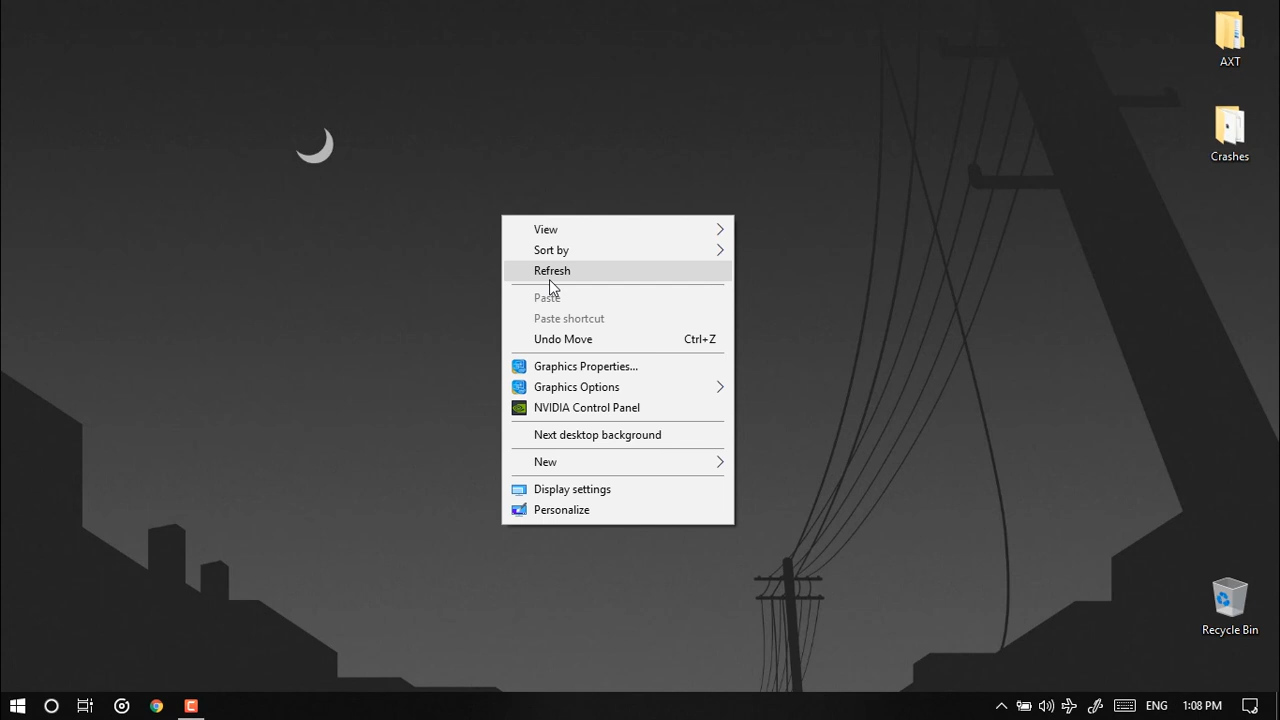 AXT
Crashes
View
Sort by
Refresh
Paste
Paste shortcut
Undo Move Ctrl+Z
Graphics Properties...
Graphics Options
NVIDIA Control Panel
Next desktop background
New
Display settings
Personalize
Recycle Bin
ENG 1:08 PM